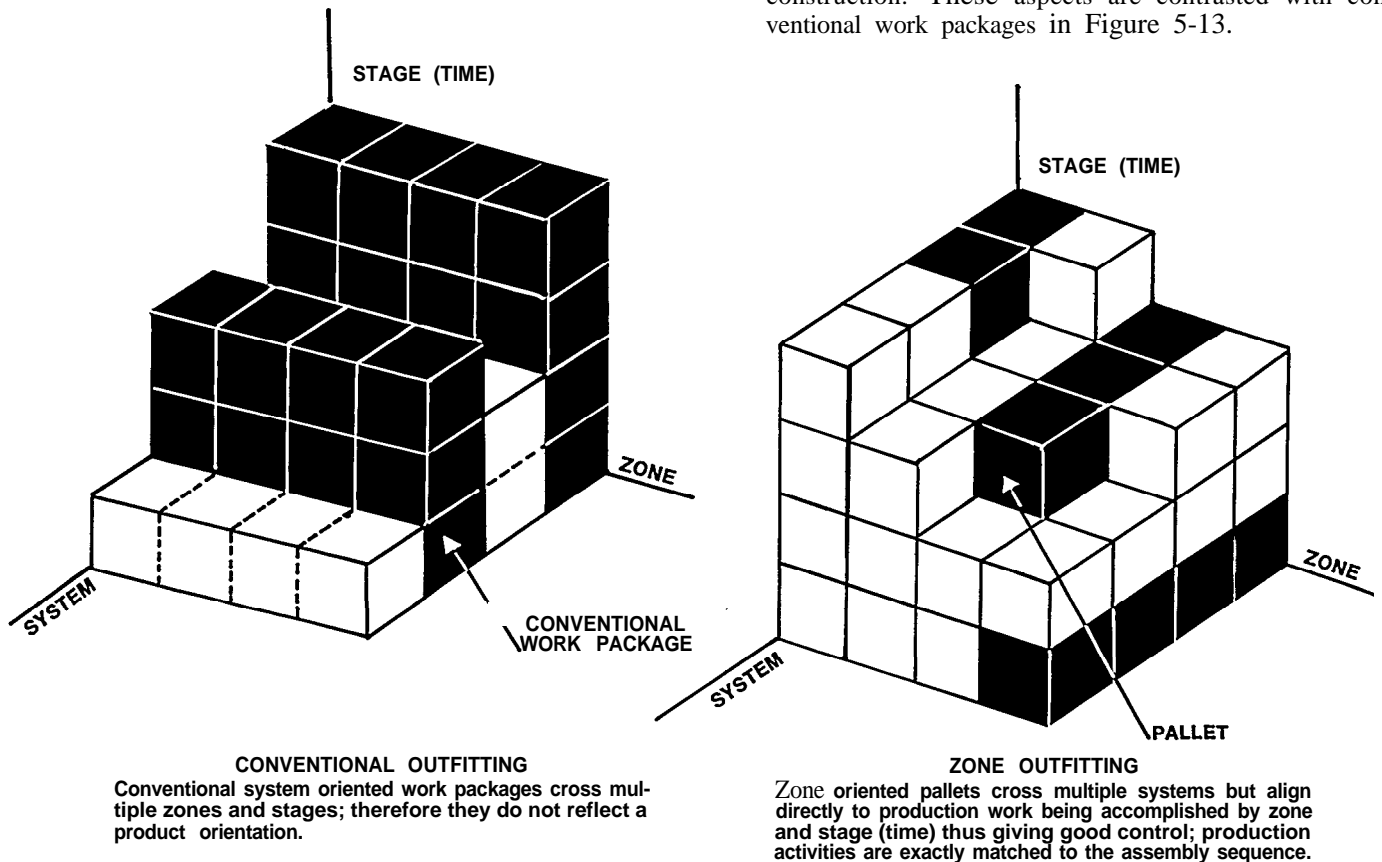 construction. These aspects are contrasted with con-
ventional work packages in Figure 5-13.
STAGE (TIME)
ZONE
SYSTEM
CONVENTIONAL
WORK PACKAGE
CONVENTIONAL OUTFITTING
Conventional system oriented work packages cross mul-
tiple zones and stages; therefore they do not reflect a
product orientation.
STAGE (TIME)
ZONE
SYSTEM
PALLET
ZONE OUTFITTING
Zone oriented pallets cross multiple systems but align
directly to production work being accomplished by zone
and stage (time) thus giving good control; production
activities are exactly matched to the assembly sequence.